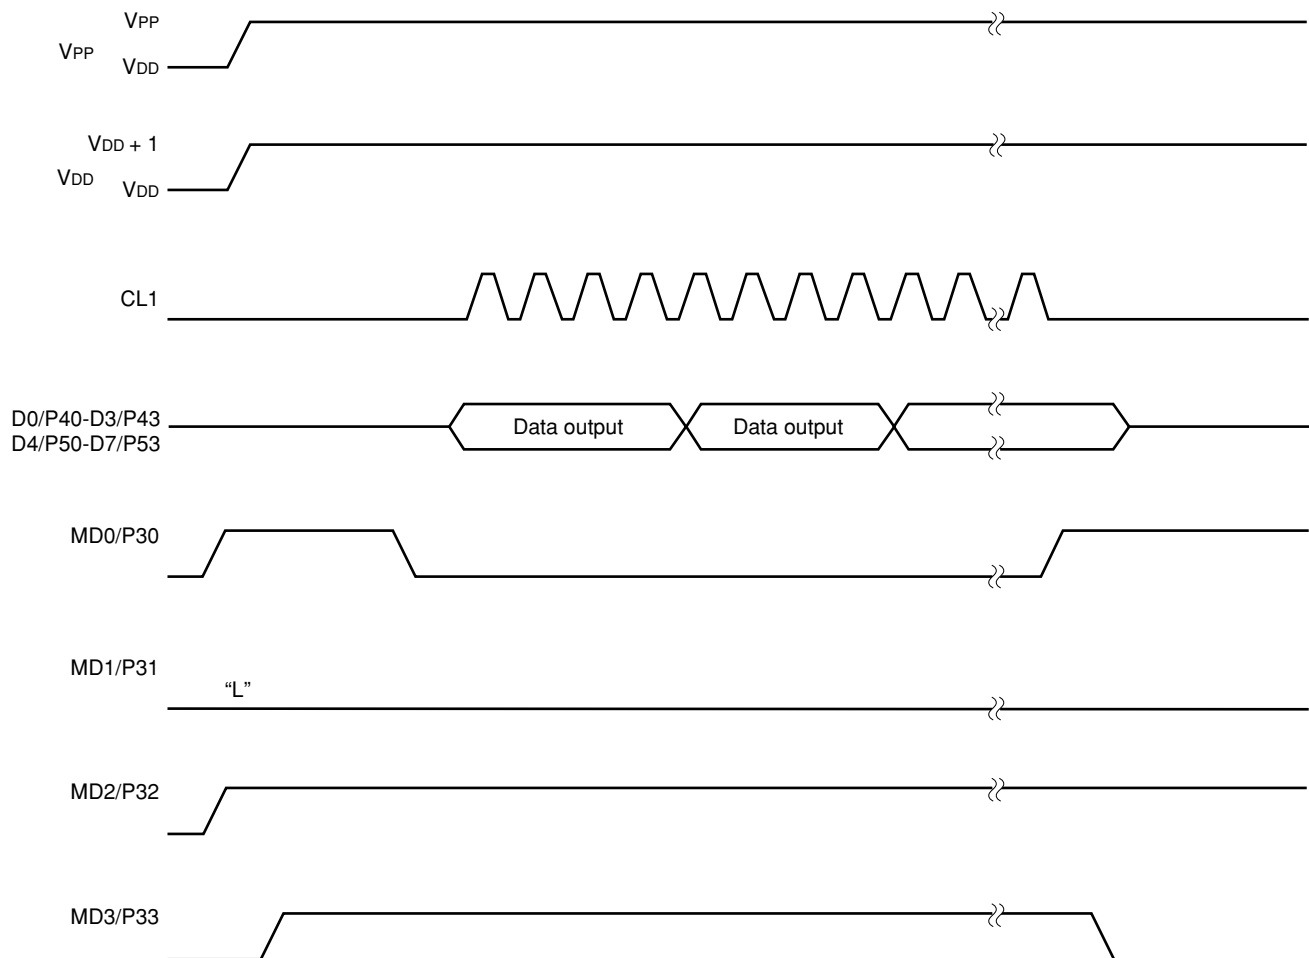 VPP
VPP
VDD
VDD + 1
VDD
VDD
CL1
D0/P40-D3/P43
D4/P50-D7/P53
Data output
Data output
MD0/P30
MD1/P31
“L”
MD2/P32
MD3/P33